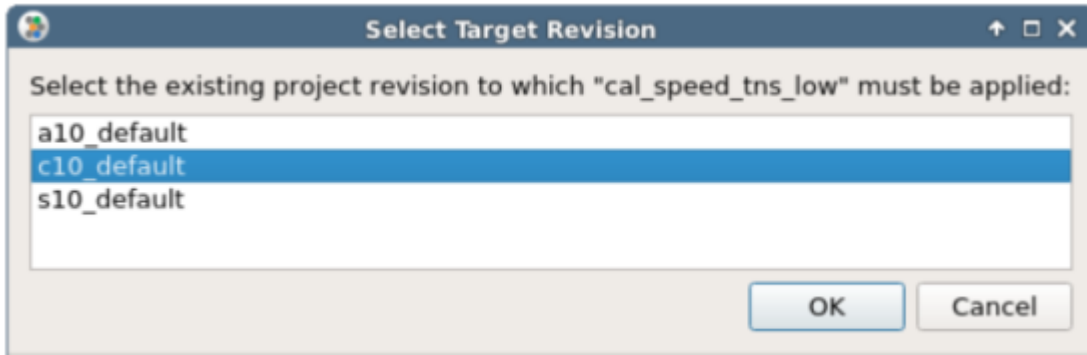 Select Target Revision
Select the existing project revision to which "cal_speed_tns_low" must be applied:
a10_default
c10_default
s10_default
OK
Cancel